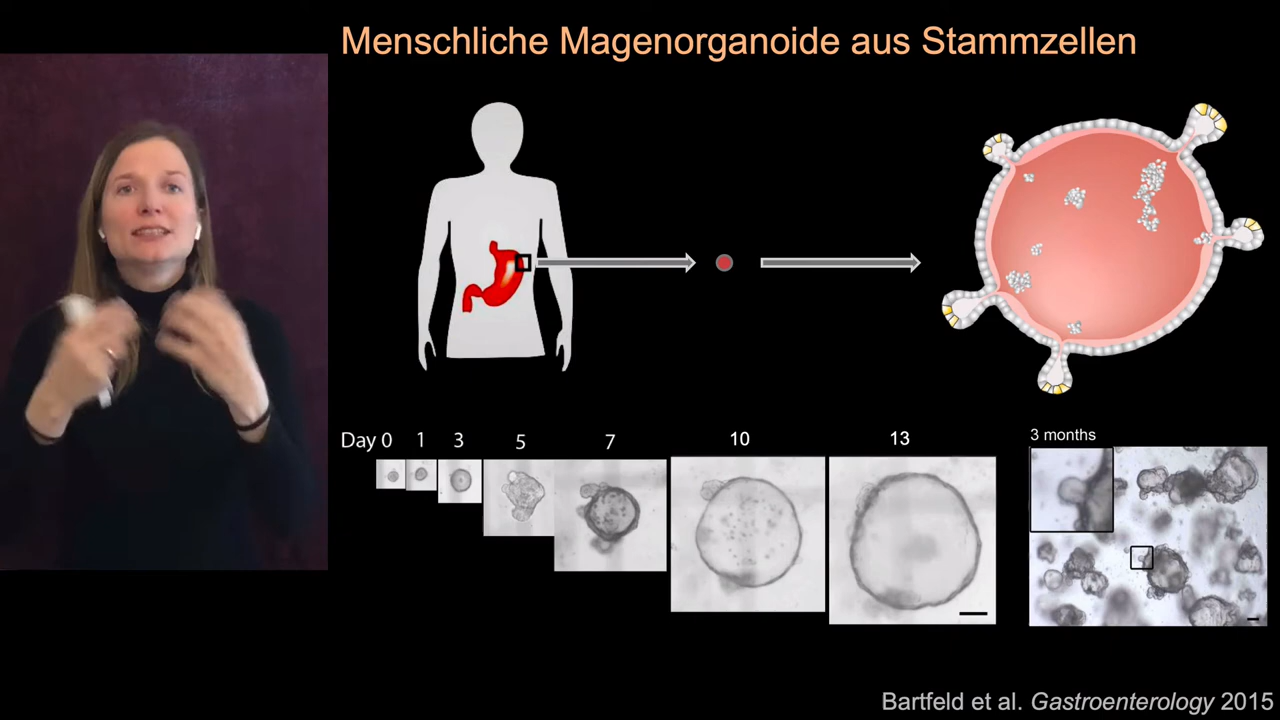 Menschliche Magenorganoide aus Stammzellen
Day 0 1 3 5 7 10 13
3 months
Bartfeld et al. Gastroenterology 2015